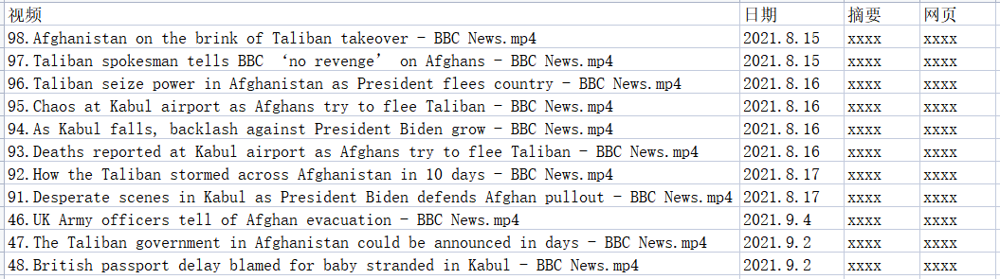 视频 日期 摘要 网页
98.Afghanistan on the brink of Taliban takeover - BBC News.mp4 2021.8.15 xxxx xxxx
97.Taliban spokesman tells BBC ‘no revenge’ on Afghans - BBC News.mp4 2021.8.15 xxxx xxxx
96.Taliban seize power in Afghanistan as President flees country - BBC News.mp4 2021.8.16 xxxx xxxx
95.Chaos at Kabul airport as Afghans try to flee Taliban - BBC News.mp4 2021.8.16 xxxx xxxx
94.As Kabul falls, backlash against President Biden grow - BBC News.mp4 2021.8.16 xxxx xxxx
93.Deaths reported at Kabul airport as Afghans try to flee Taliban - BBC News.mp4 2021.8.16 xxxx xxxx
92.How the Taliban stormed across Afghanistan in 10 days - BBC News.mp4 2021.8.17 xxxx xxxx
91.Desperate scenes in Kabul as President Biden defends Afghan pullout - BBC News.mp4 2021.8.17 xxxx xxxx
46.UK Army officers tell of Afghan evacuation - BBC News.mp4 2021.9.4 xxxx xxxx
47.The Taliban government in Afghanistan could be announced in days - BBC News.mp4 2021.9.2 xxxx xxxx
48.British passport delay blamed for baby stranded in Kabul - BBC News.mp4 2021.9.2 xxxx xxxx